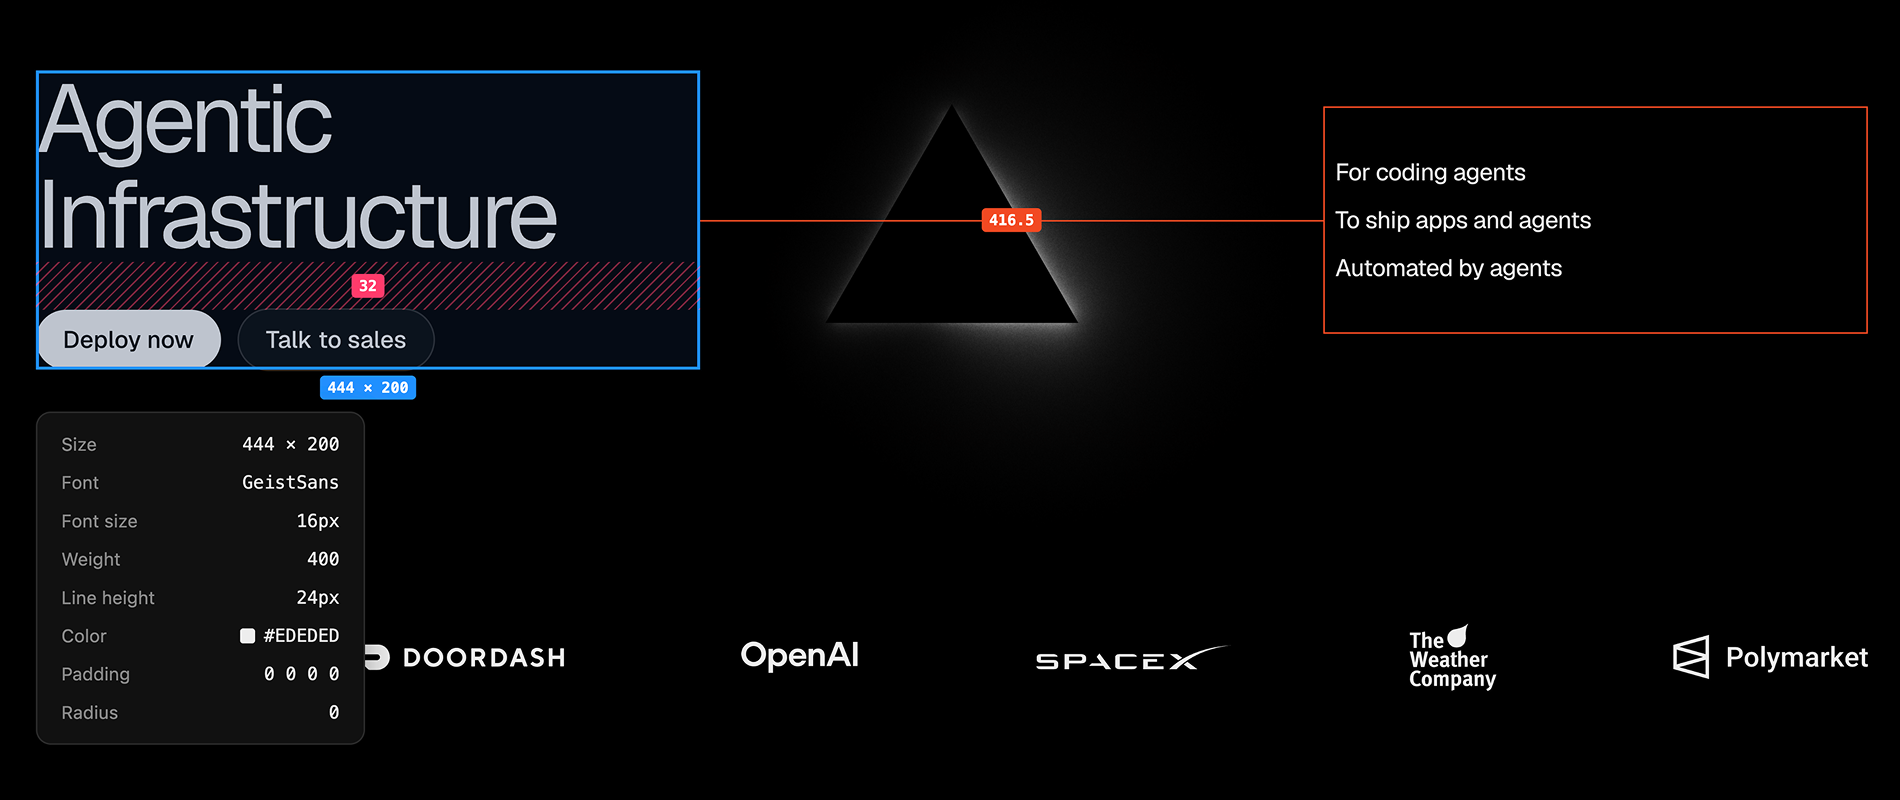 Agentic
Infrastructure
32
Deploy now
Talk to sales
444 × 200
416.5
For coding agents
To ship apps and agents
Automated by agents
Size 444 × 200
Font GeistSans
Font size 16px
Weight 400
Line height 24px
Color #EDEDED
Padding 0 0 0 0
Radius 0
DOORDASH
OpenAI
SPACEX
The
Weather
Company
Polymarket